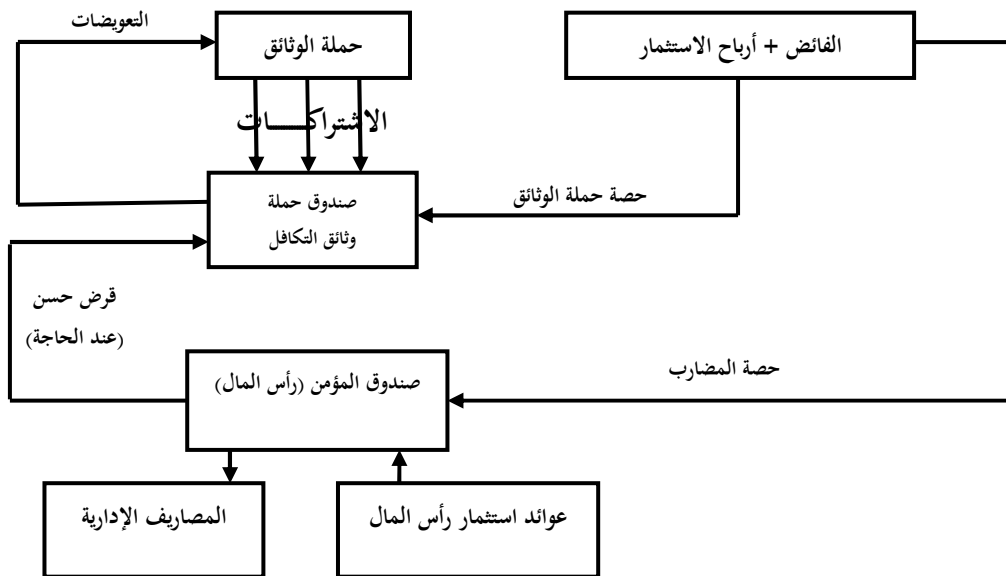 التعويضات
حملة الوثائق
الفائض + أرباح الاستثمار
الاشتراكـــــات
صندوق حملة
وثائق التكافل
حصة حملة الوثائق
قرض حسن
(عند الحاجة)
صندوق المؤمن (رأس المال)
حصة المضارب
المصاريف الإدارية
عوائد استثمار رأس المال